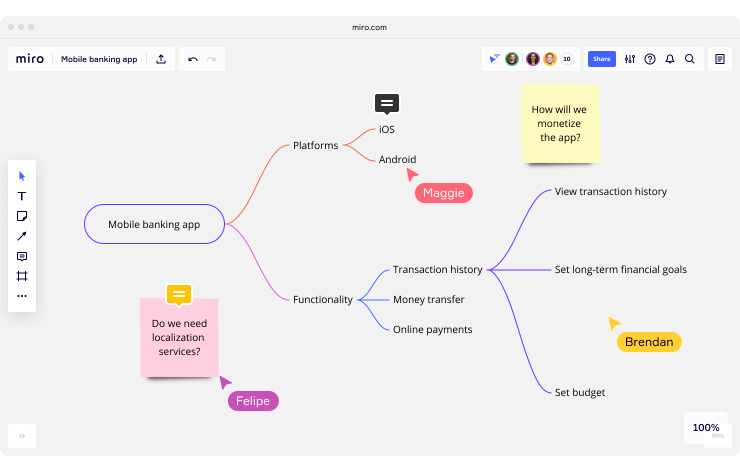 miro.com
miro
Mobile banking app
10
Share
How will we
monetize
the app?
iOS
Platforms
Android
Maggie
View transaction history
Mobile banking app
Transaction history
Set long-term financial goals
Functionality
Money transfer
Online payments
Do we need
localization
services?
Brendan
Felipe
Set budget
100%
99%